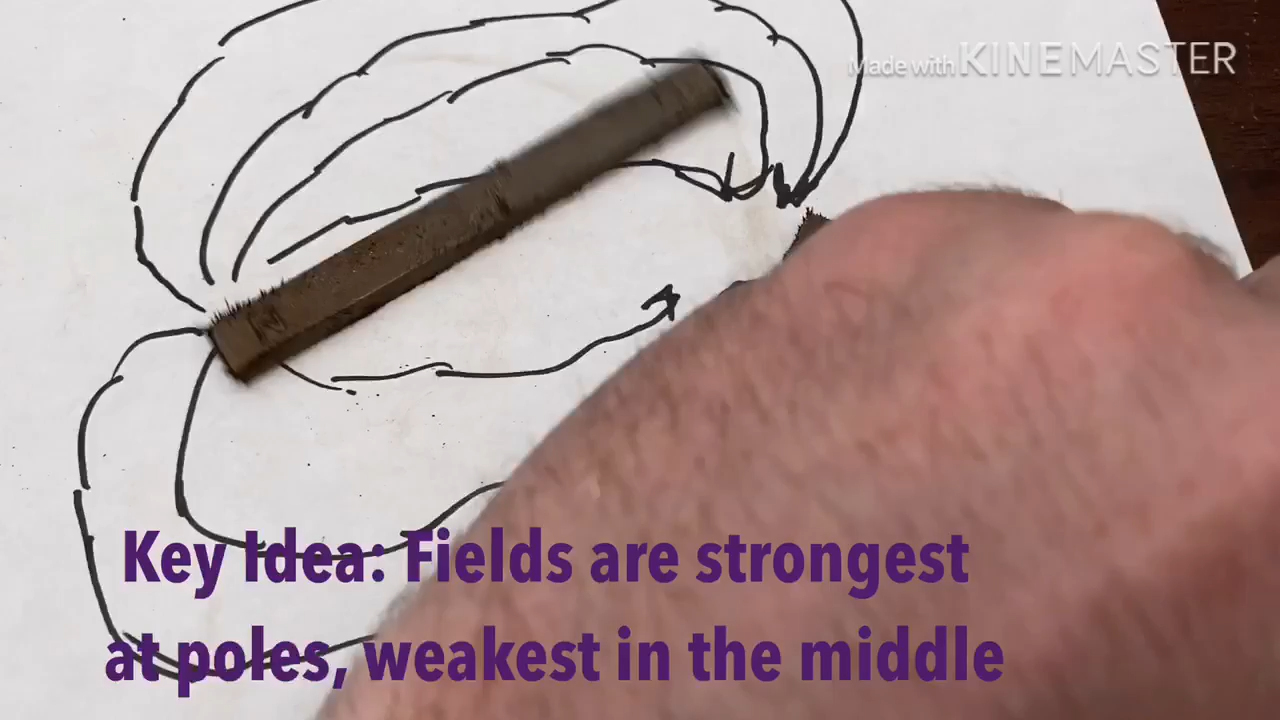 Made with KINEMASTER
N
Key Idea: Fields are strongest
at poles, weakest in the middle